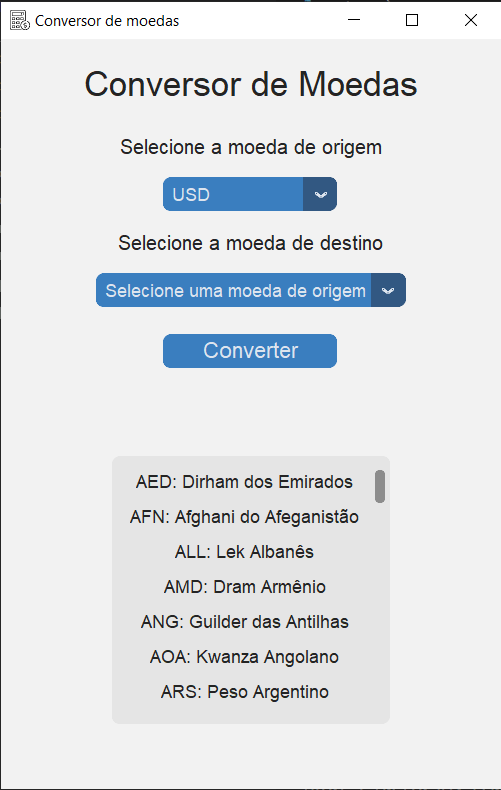 Conversor de moedas
Conversor de Moedas
Selecione a moeda de origem
USD
Selecione a moeda de destino
Selecione uma moeda de origem
Converter
AED: Dirham dos Emirados
AFN: Afghani do Afeganistão
ALL: Lek Albanês
AMD: Dram Armênio
ANG: Guilder das Antilhas
AOA: Kwanza Angolano
ARS: Peso Argentino